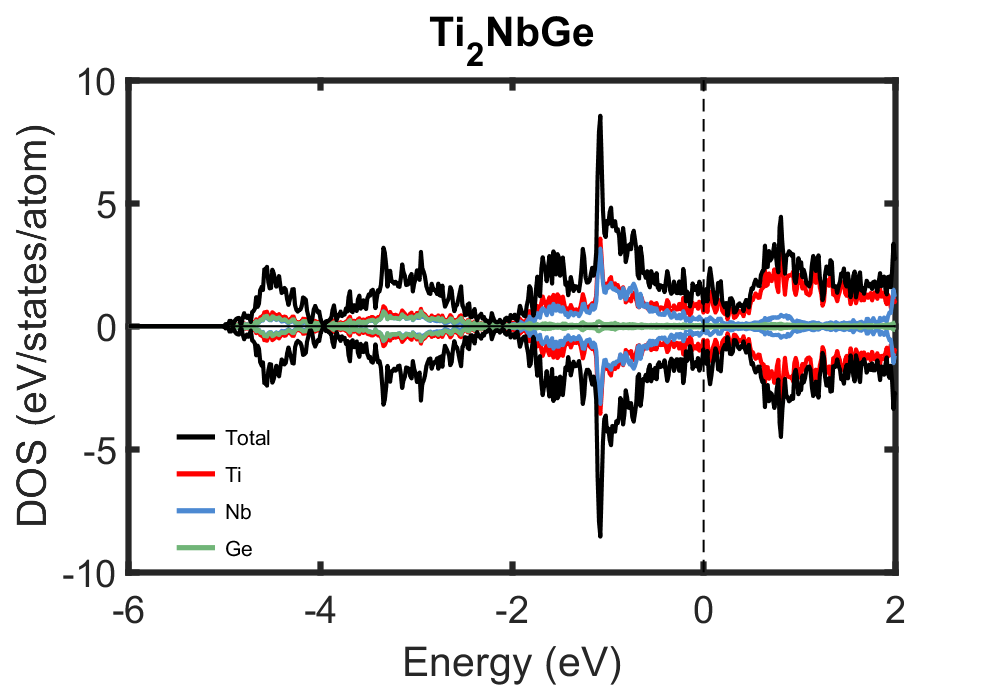 Ti2NbGe
10
5
0
-5
-10
DOS (eV/states/atom)
Total
Ti
Nb
Ge
-6 -4 -2 0 2
Energy (eV)